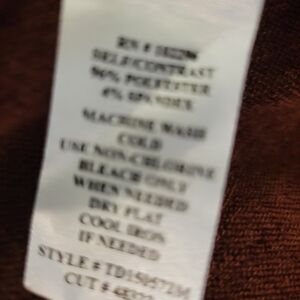 RN #
SELF/CONTRAST
96% POLYESTER
4% SPANDEX
MACHINE WASH
COLD
USE NON-CHLORINE
BLEACH ONLY
WHEN NEEDED
DRY FLAT
COOL IRON
IF NEEDED
STYLE #
CUT #